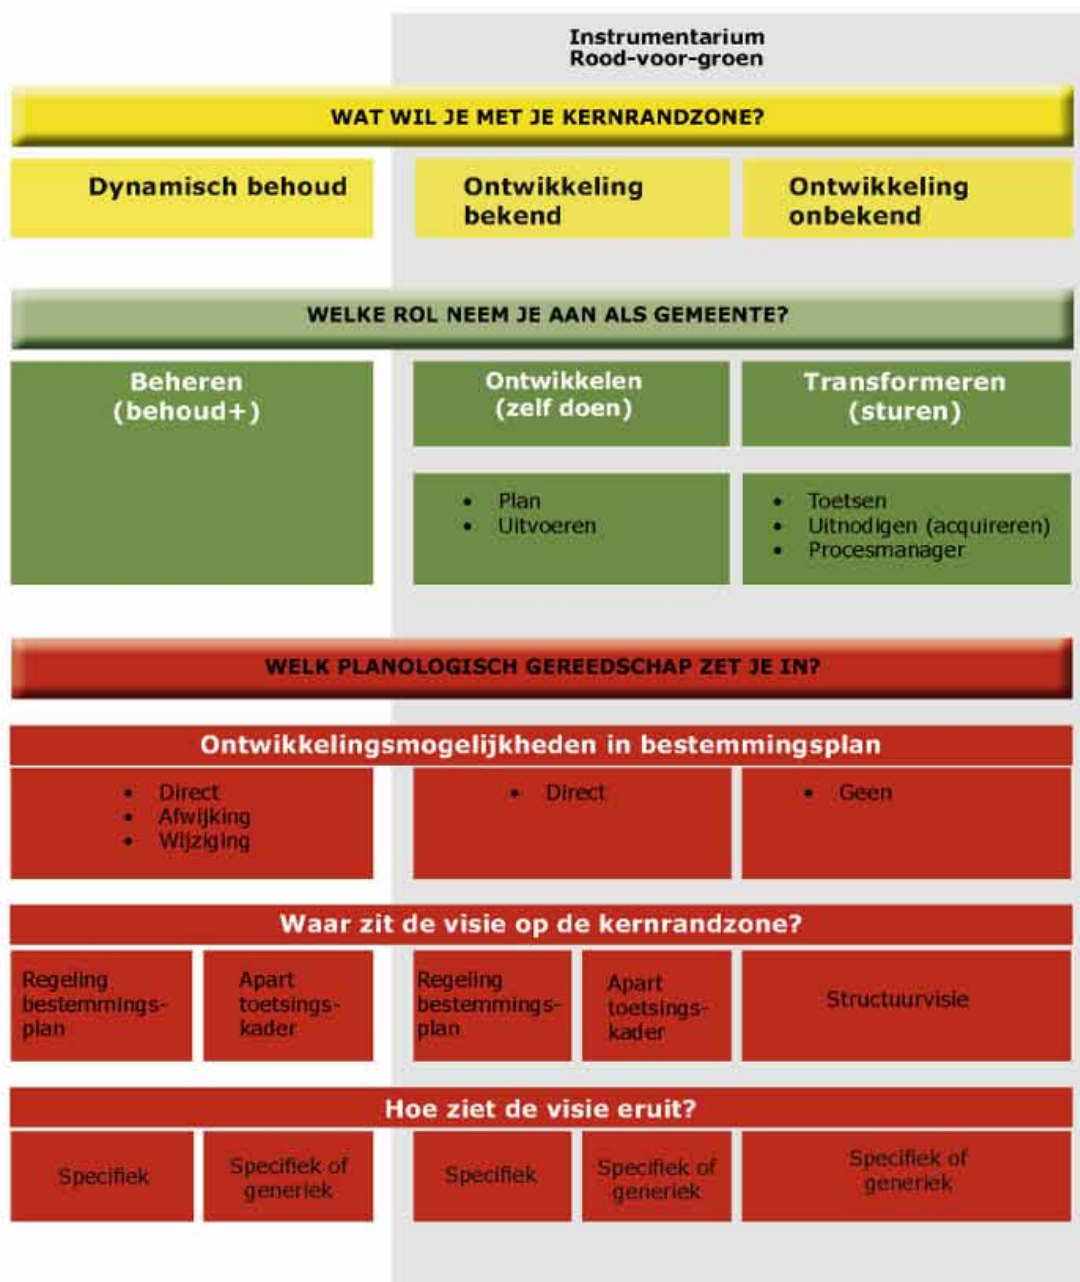 Instrumentarium
Rood-voor-groen
WAT WIL JE MET JE KERNRANDZONE?
Dynamisch behoud
Ontwikkeling
bekend
Ontwikkeling
onbekend
WELKE ROL NEEM JE AAN ALS GEMEENTE?
Beheren
(behoud+)
Ontwikkelen
(zelf doen)
Transformeren
(sturen)
• Plan
• Uitvoeren
• Toetsen
• Uitnodigen (acquireren)
• Procesmanager
WELK PLANOLOGISCH GEREEDSCHAP ZET JE IN?
Ontwikkelingsmogelijkheden in bestemmingsplan
• Direct
• Afwijking
• Wijziging
• Direct
• Geen
Waar zit de visie op de kernrandzone?
Regeling
bestemmings-
plan
Apart
toetsings-
kader
Regeling
bestemmings-
plan
Apart
toetsings-
kader
Structuurvisie
Hoe ziet de visie eruit?
Specifiek
Specifiek of
generiek
Specifiek
Specifiek of
generiek
Specifiek of
generiek